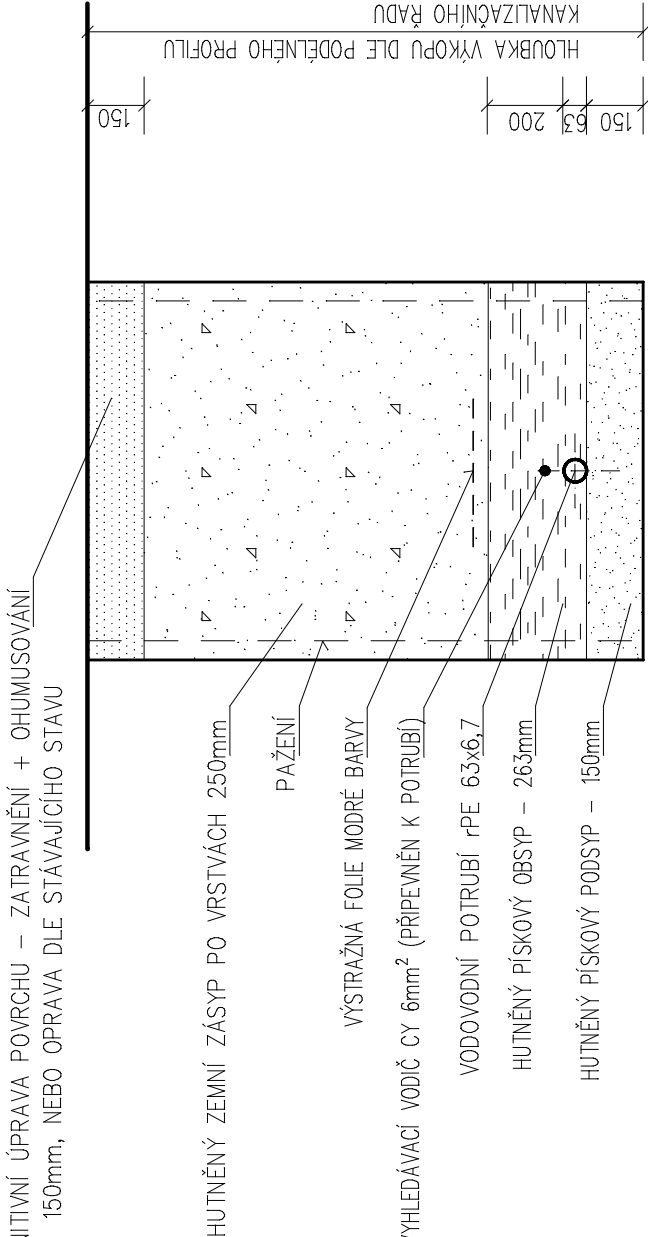 NITIVNÍ ÚPRAVA POVRCHU – ZATRAVNĚNÍ + OHUMUSOVÁNÍ
150mm, NEBO OPRAVA DLE STÁVAJÍCÍHO STAVU
HUTNĚNÝ ZEMNÍ ZÁSYP PO VRSTVÁCH 250mm
PAŽENÍ
VÝSTRAŽNÁ FOLIE MODRÉ BARVY
YHLEDÁVACÍ VODIČ CY 6mm² (PŘIPEVNĚN K POTRUBÍ)
VODOVODNÍ POTRUBÍ rPE 63x6,7
HUTNĚNÝ PÍSKOVÝ OBSYP – 263mm
HUTNĚNÝ PÍSKOVÝ PODSYP – 150mm
150
200
63
150
HLOUBKA VÝKOPU DLE PODÉLNÉHO PROFILU
KANALIZAČNÍHO ŘADU